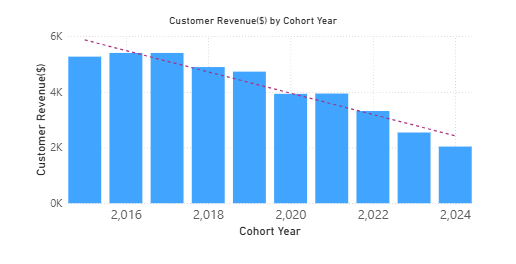 Customer Revenue($) by Cohort Year
6K
4K
2K
0K
Customer Revenue($)
2,016 2,018 2,020 2,022 2,024
Cohort Year